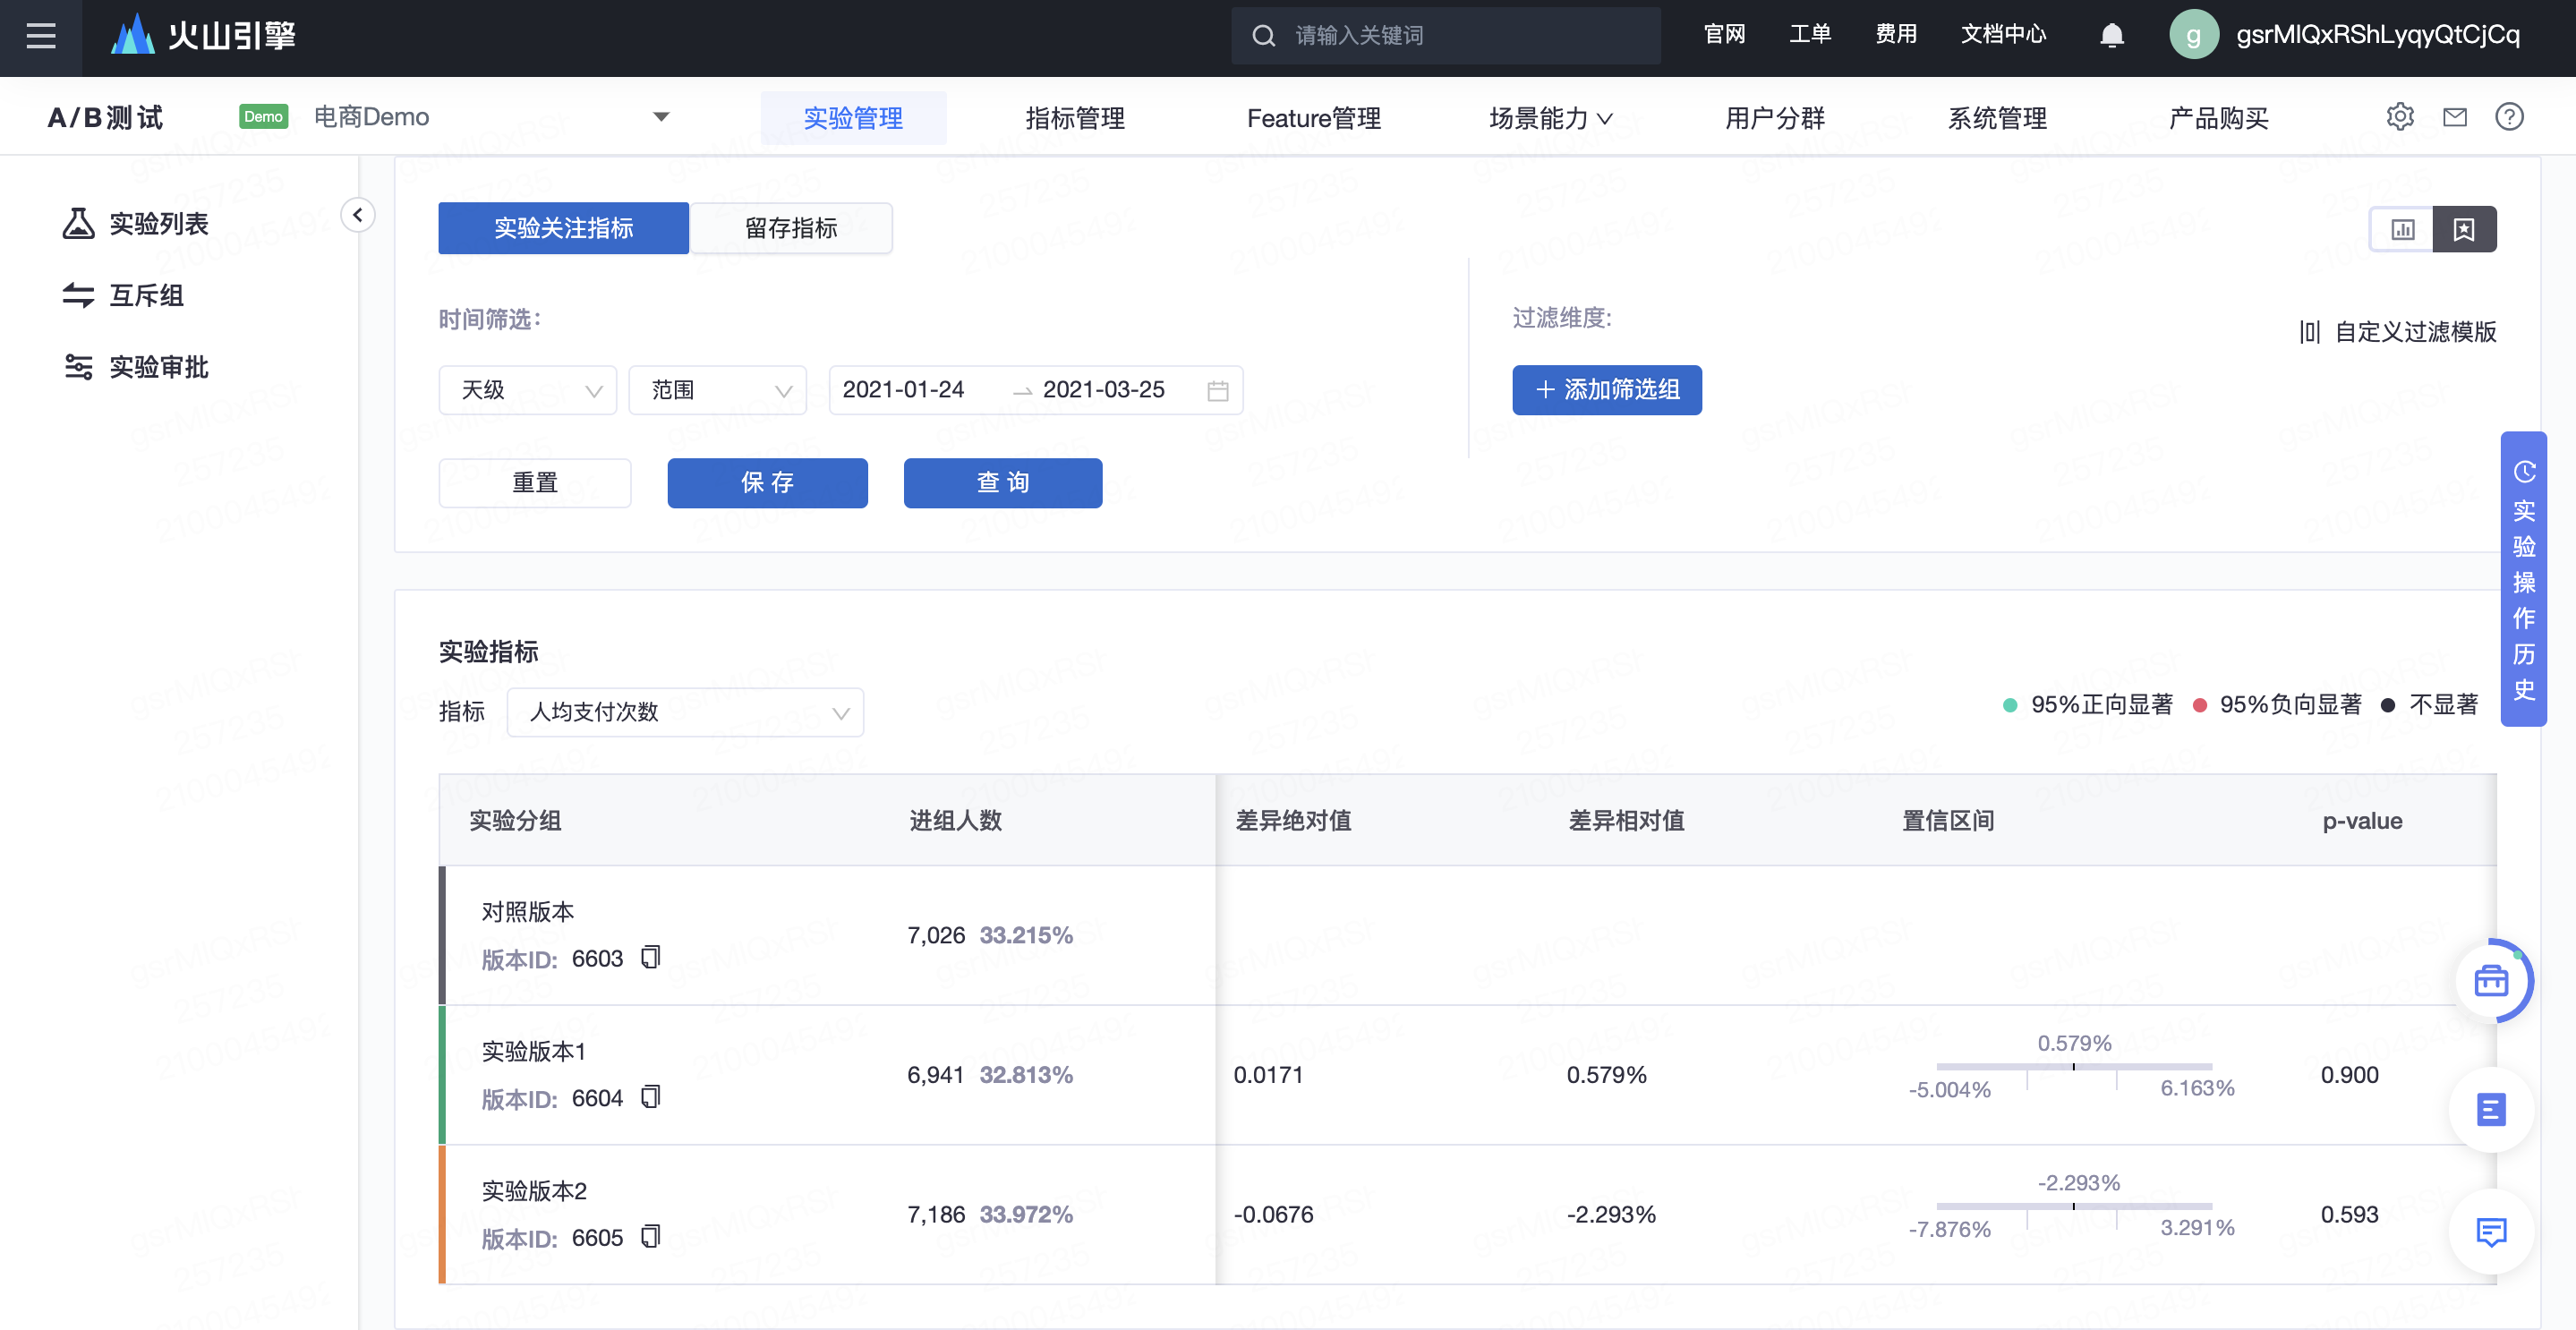 火山引擎
请输入关键词
官网 工单 费用 文档中心
g gsrMlQxRShLyqyQtCjCq
A/B测试 Demo 电商Demo 实验管理 指标管理 Feature管理 场景能力 用户分群 系统管理 产品购买
实验列表
互斥组
实验审批
实验关注指标 留存指标
时间筛选:
过滤维度:
自定义过滤模版
天级 范围 2021-01-24 → 2021-03-25
+ 添加筛选组
重置 保 存 查 询
实验操作历史
实验指标
指标 人均支付次数
95%正向显著 95%负向显著 不显著
实验分组 进组人数 差异绝对值 差异相对值 置信区间 p-value
对照版本
版本ID: 6603
7,026 33.215%
实验版本1
版本ID: 6604
6,941 32.813% 0.0171 0.579%
0.579%
-5.004% 6.163%
0.900
实验版本2
版本ID: 6605
7,186 33.972% -0.0676 -2.293%
-2.293%
-7.876% 3.291%
0.593